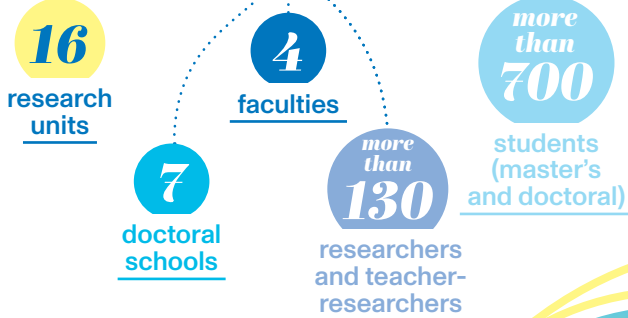 16
research
units
4
faculties
more
than
700
students
(master's
and doctoral)
7
doctoral
schools
more
than
130
researchers
and teacher-
researchers